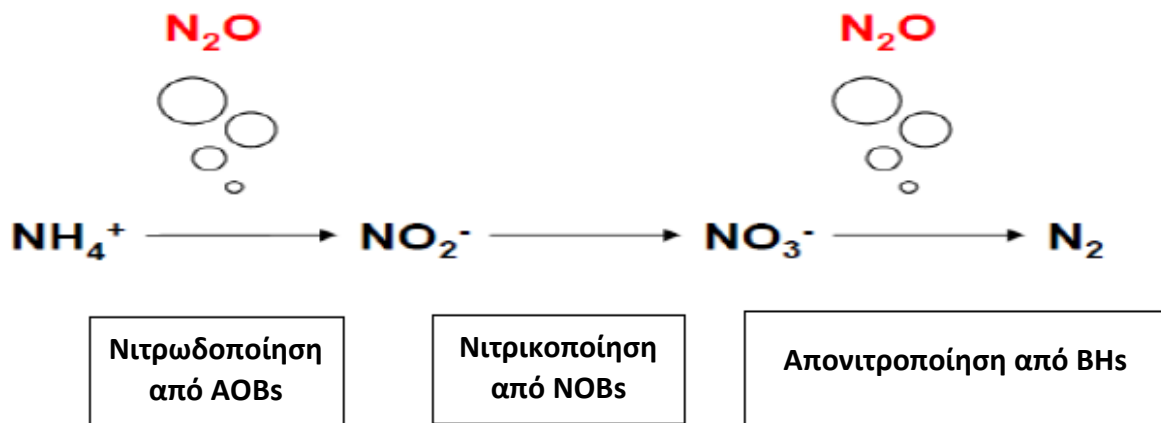 N₂O N₂O
NH₄⁺ NO₂⁻ NO₃⁻ N₂
Νιτρωδοποίηση
από AOBs
Νιτρικοποίηση
από NOBs
Απονιτροποίηση από BHs